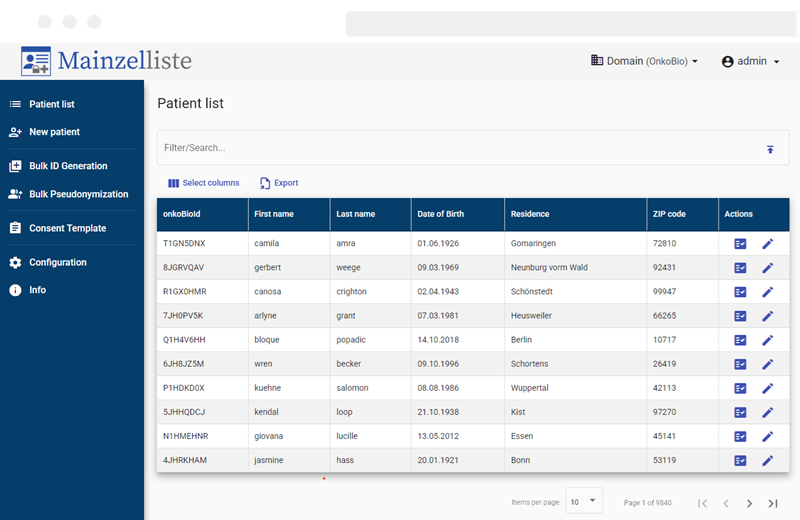 Mainzelliste
Domain (OnkoBio)
admin
Patient list
New patient
Bulk ID Generation
Bulk Pseudonymization
Consent Template
Configuration
Info
Patient list
Filter/Search...
Select columns Export
onkoBioId First name Last name Date of Birth Residence ZIP code Actions
T1GN5DNX camila amra 01.06.1926 Gomaringen 72810
8JGRVQAV gerbert weege 09.03.1969 Neunburg vorm Wald 92431
R1GX0HMR canosa crighton 02.04.1943 Schönstedt 99947
7JH0PV5K arlyne grant 07.03.1981 Heusweiler 66265
Q1H4V6HH bloque popadic 14.10.2018 Berlin 10717
6JH8JZ5M wren becker 09.10.1996 Schortens 26419
P1HDKD0X kuehne salomon 08.08.1986 Wuppertal 42113
5JHHQDCJ kendal loop 21.10.1938 Kist 97270
N1HMEHNR giovana lucille 13.05.2012 Essen 45141
4JHRKHAM jasmine hass 20.01.1921 Bonn 53119
Items per page: 10 Page 1 of 9840